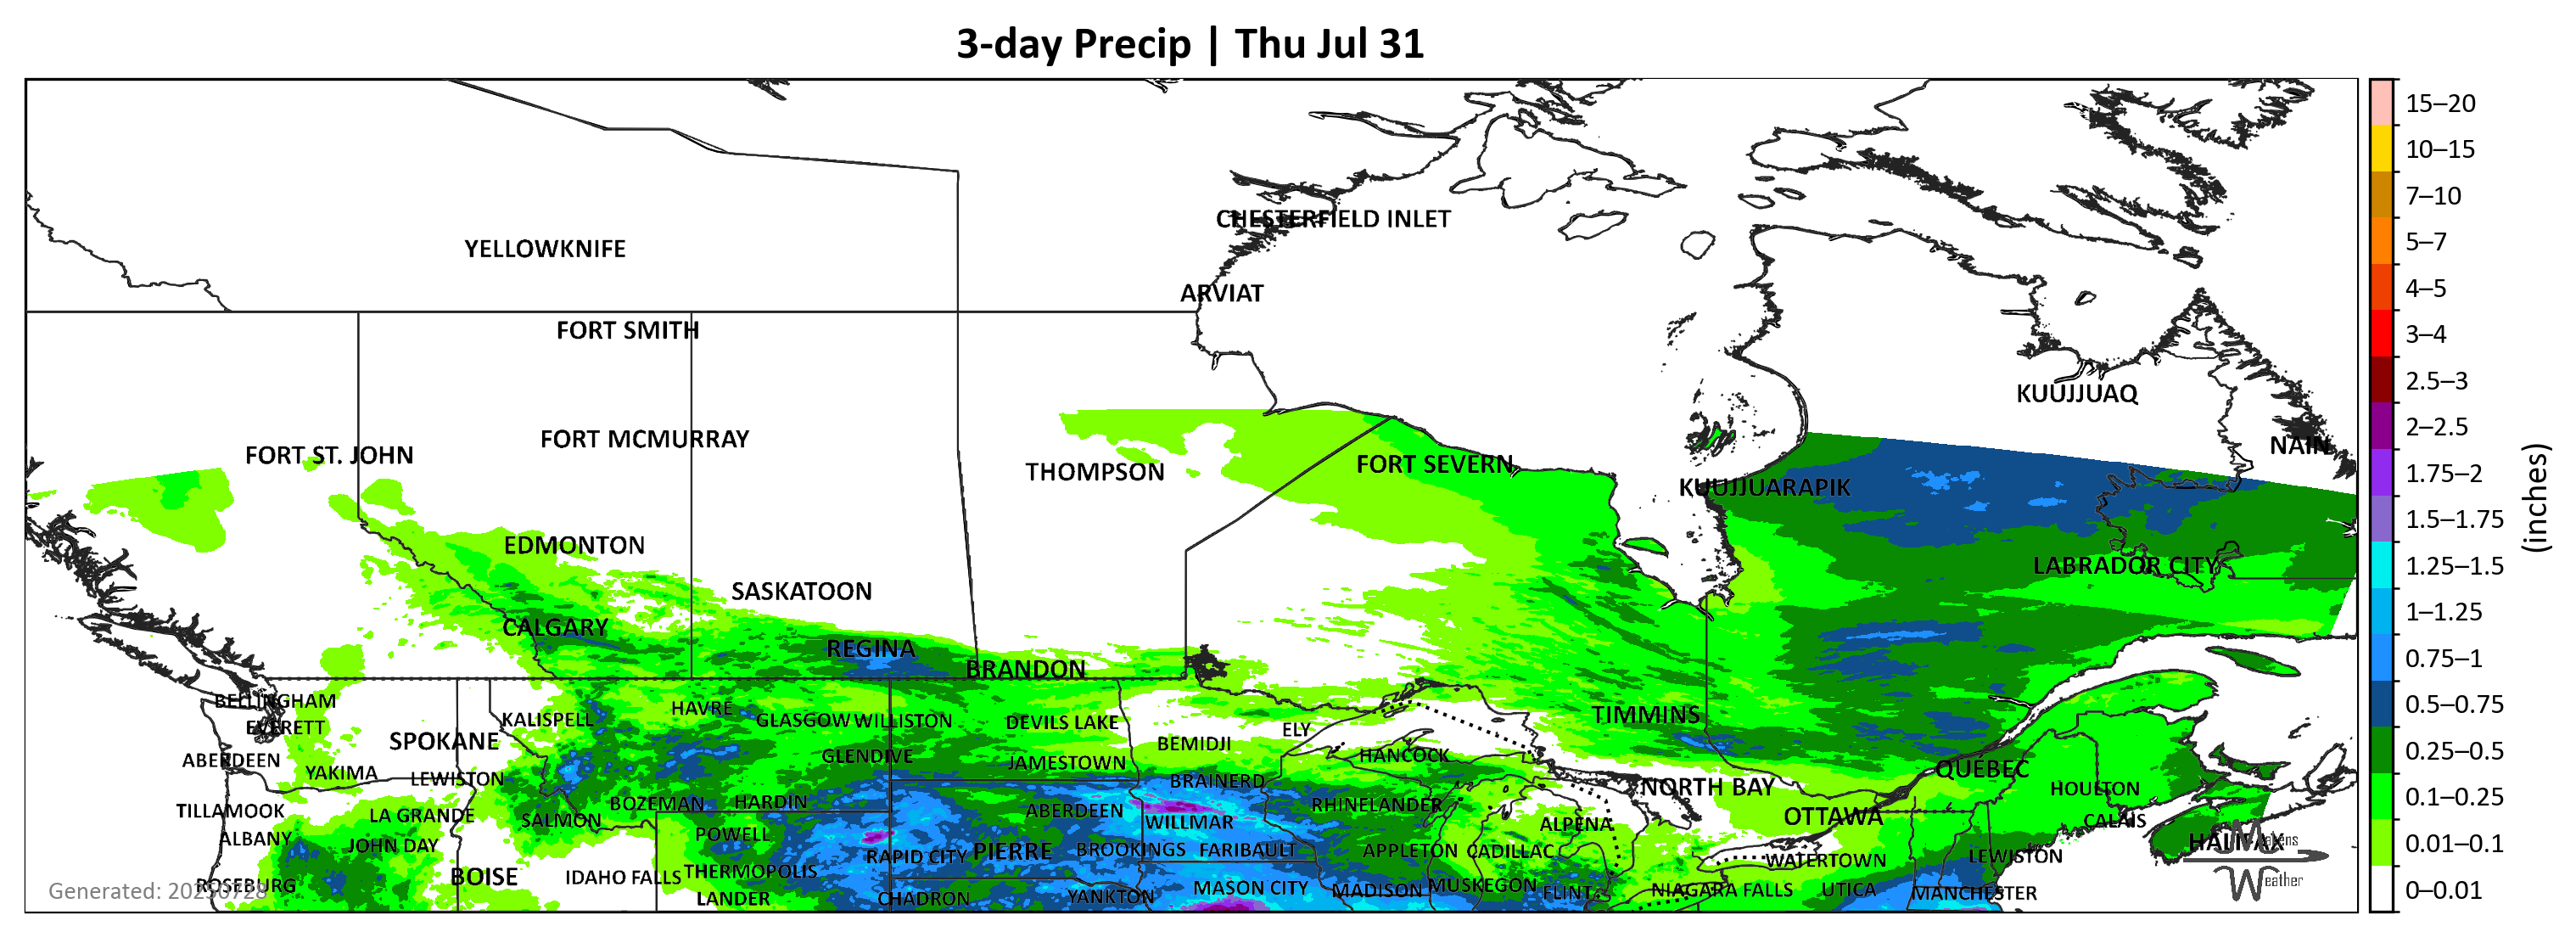 3-day Precip | Thu Jul 31
CHESTERFIELD INLET
YELLOWKNIFE
ARVIAT
FORT SMITH
KUUJJUAQ
FORT MCMURRAY
NAIN
FORT ST. JOHN
FORT SEVERN
THOMPSON
KUUJJUARAPIK
EDMONTON
LABRADOR CITY
SASKATOON
CALGARY
REGINA
BRANDON
BELLINGHAM
HAVRE
KALISPELL
GLASGOW WILLISTON
DEVILS LAKE
TIMMINS
EVERETT
ELY
SPOKANE
BEMIDJI
ABERDEEN
GLENDIVE
JAMESTOWN
HANCOCK
QUÉBEC
YAKIMA
LEWISTON
BRAINERD
NORTH BAY
HOULTON
BOZEMAN
HARDIN
RHINELANDER
TILLAMOOK
LA GRANDE
SALMON
ABERDEEN
WILLMAR
ALPENA
OTTAWA
CALAIS
ALBANY
JOHN DAY
POWELL
HALIFAX
RAPID CITY
PIERRE
BROOKINGS
FARIBAULT
APPLETON
CADILLAC
WATERTOWN
LEWISTON
BOISE
IDAHO FALLS
THERMOPOLIS
ROSEBURG
MASON CITY
MADISON
MUSKEGON
FLINT
NIAGARA FALLS
UTICA
MANCHESTER
LANDER
CHADRON
YANKTON
Generated: 20250728
Weather
15–20
10–15
7–10
5–7
4–5
3–4
2.5–3
2–2.5
1.75–2
1.5–1.75
1.25–1.5
1–1.25
0.75–1
0.5–0.75
0.25–0.5
0.1–0.25
0.01–0.1
0–0.01
(inches)